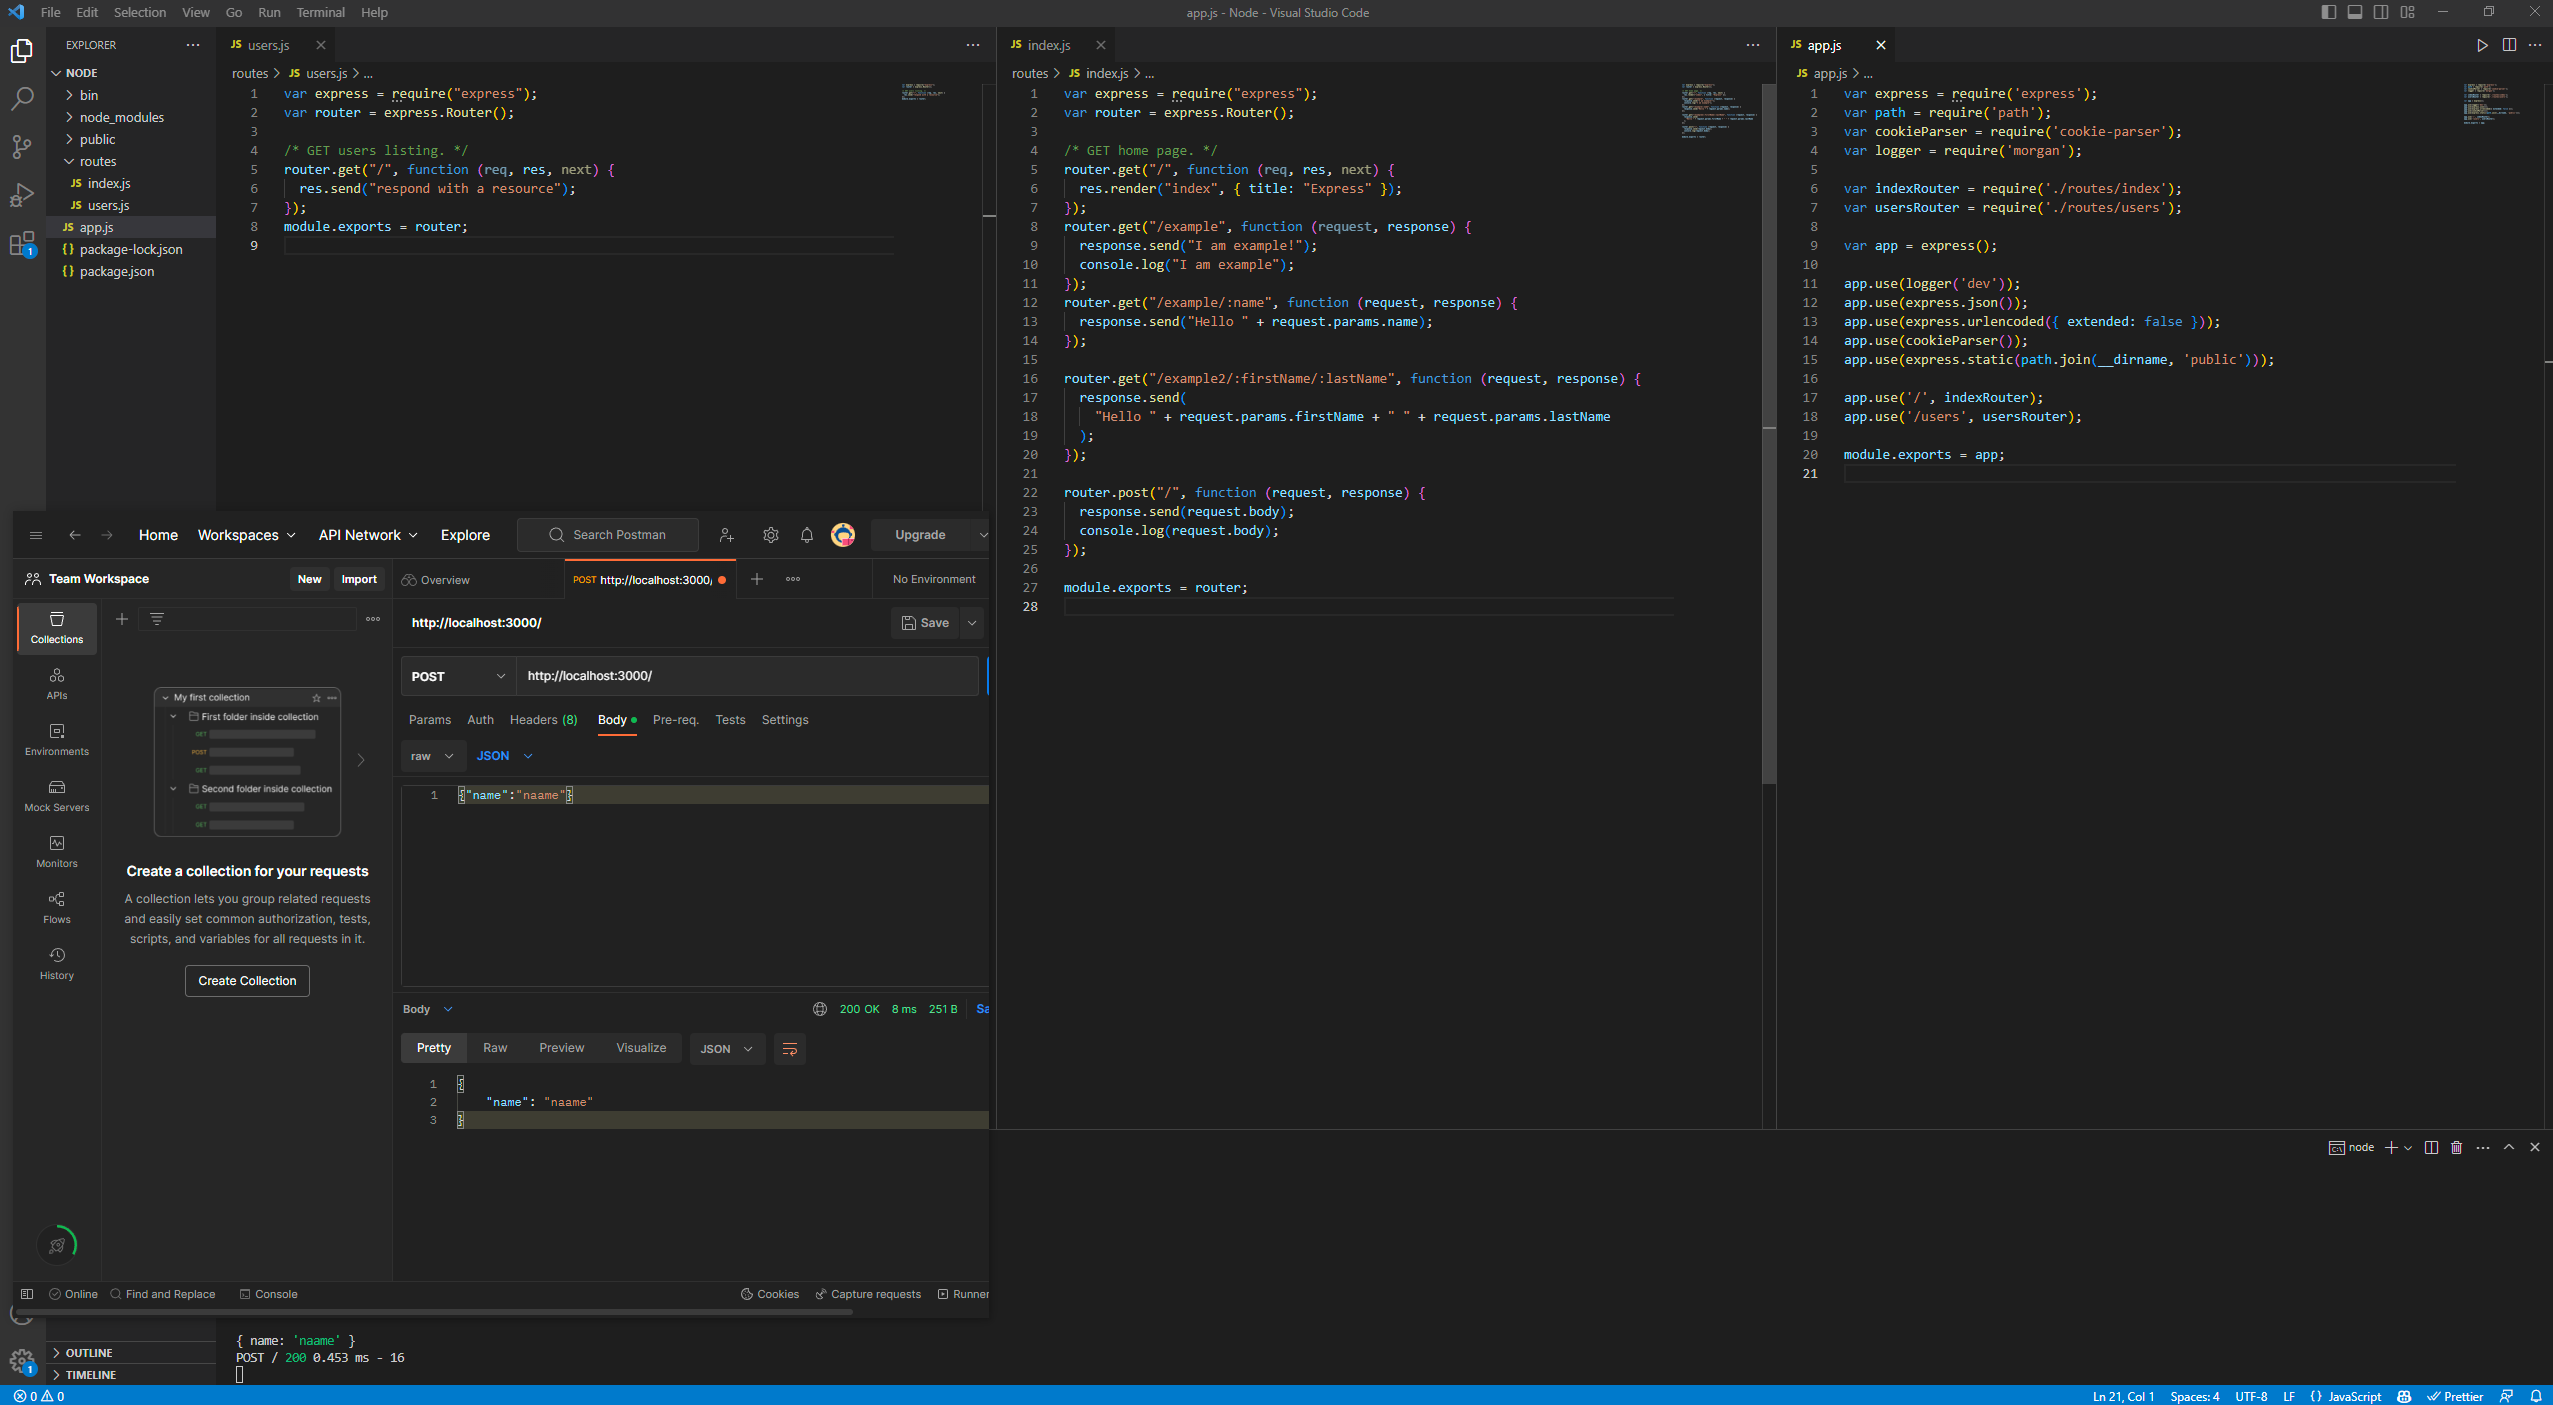 File Edit Selection View Go Run Terminal Help
app.js - Node - Visual Studio Code
EXPLORER
NODE
bin
node_modules
public
routes
JS index.js
JS users.js
JS app.js
{} package-lock.json
{} package.json
1
JS users.js
routes > JS users.js > ...
1 var express = require("express");
2 var router = express.Router();
3
4 /* GET users listing. */
5 router.get("/", function (req, res, next) {
6 res.send("respond with a resource");
7 });
8 module.exports = router;
9
JS index.js
routes > JS index.js > ...
1 var express = require("express");
2 var router = express.Router();
3
4 /* GET home page. */
5 router.get("/", function (req, res, next) {
6 res.render("index", { title: "Express" });
7 });
8 router.get("/example", function (request, response) {
9 response.send("I am example!");
10 console.log("I am example");
11 });
12 router.get("/example/:name", function (request, response) {
13 response.send("Hello " + request.params.name);
14 });
15
16 router.get("/example2/:firstName/:lastName", function (request, response) {
17 response.send(
18 "Hello " + request.params.firstName + " " + request.params.lastName
19 );
20 });
21
22 router.post("/", function (request, response) {
23 response.send(request.body);
24 console.log(request.body);
25 });
26
27 module.exports = router;
28
JS app.js
JS app.js > ...
1 var express = require('express');
2 var path = require('path');
3 var cookieParser = require('cookie-parser');
4 var logger = require('morgan');
5
6 var indexRouter = require('./routes/index');
7 var usersRouter = require('./routes/users');
8
9 var app = express();
10
11 app.use(logger('dev'));
12 app.use(express.json());
13 app.use(express.urlencoded({ extended: false }));
14 app.use(cookieParser());
15 app.use(express.static(path.join(__dirname, 'public')));
16
17 app.use('/', indexRouter);
18 app.use('/users', usersRouter);
19
20 module.exports = app;
21
Home Workspaces API Network Explore Search Postman Upgrade
Team Workspace New Import
Overview POST http://localhost:3000/ No Environment
Collections
APIs
Environments
Mock Servers
Monitors
Flows
History
My first collection
First folder inside collection
GET
POST
GET
Second folder inside collection
GET
GET
Create a collection for your requests
A collection lets you group related requests
and easily set common authorization, tests,
scripts, and variables for all requests in it.
Create Collection
http://localhost:3000/ Save
POST http://localhost:3000/
Params Auth Headers (8) Body Pre-req. Tests Settings
raw JSON
1 {"name":"naame"}
Body 200 OK 8 ms 251 B Sa
Pretty Raw Preview Visualize JSON
1 {
2 "name": "naame"
3 }
Online Find and Replace Console Cookies Capture requests Runner
node
{ name: 'naame' }
POST / 200 0.453 ms - 16
OUTLINE
TIMELINE
1
0 0
Ln 21, Col 1 Spaces: 4 UTF-8 LF {} JavaScript Prettier